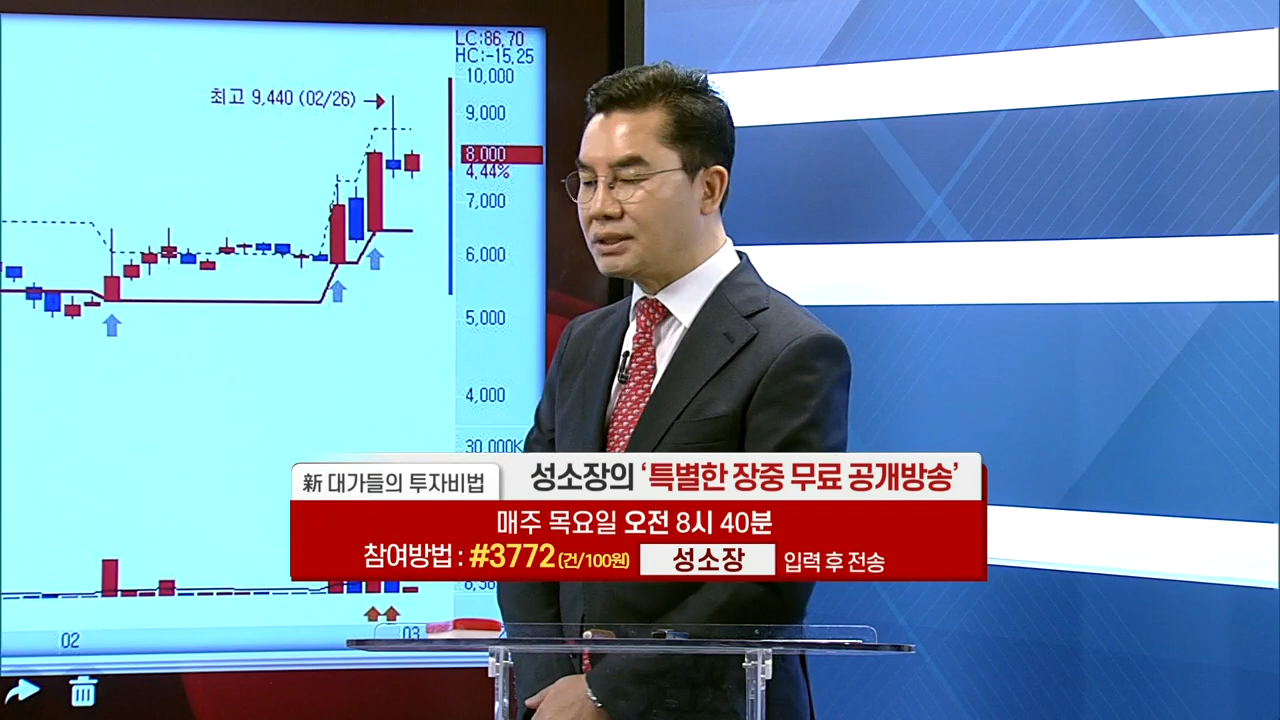 LC:86,70
HC:-15,25
최고 9,440 (02/26)
10,000
9,000
8,000
4,44%
7,000
6,000
5,000
4,000
30,000K
新 대가들의 투자비법
성소장의 ‘특별한 장중 무료 공개방송’
매주 목요일 오전 8시 40분
참여방법 : #3772 (건/100원) 성소장 입력 후 전송
02
03